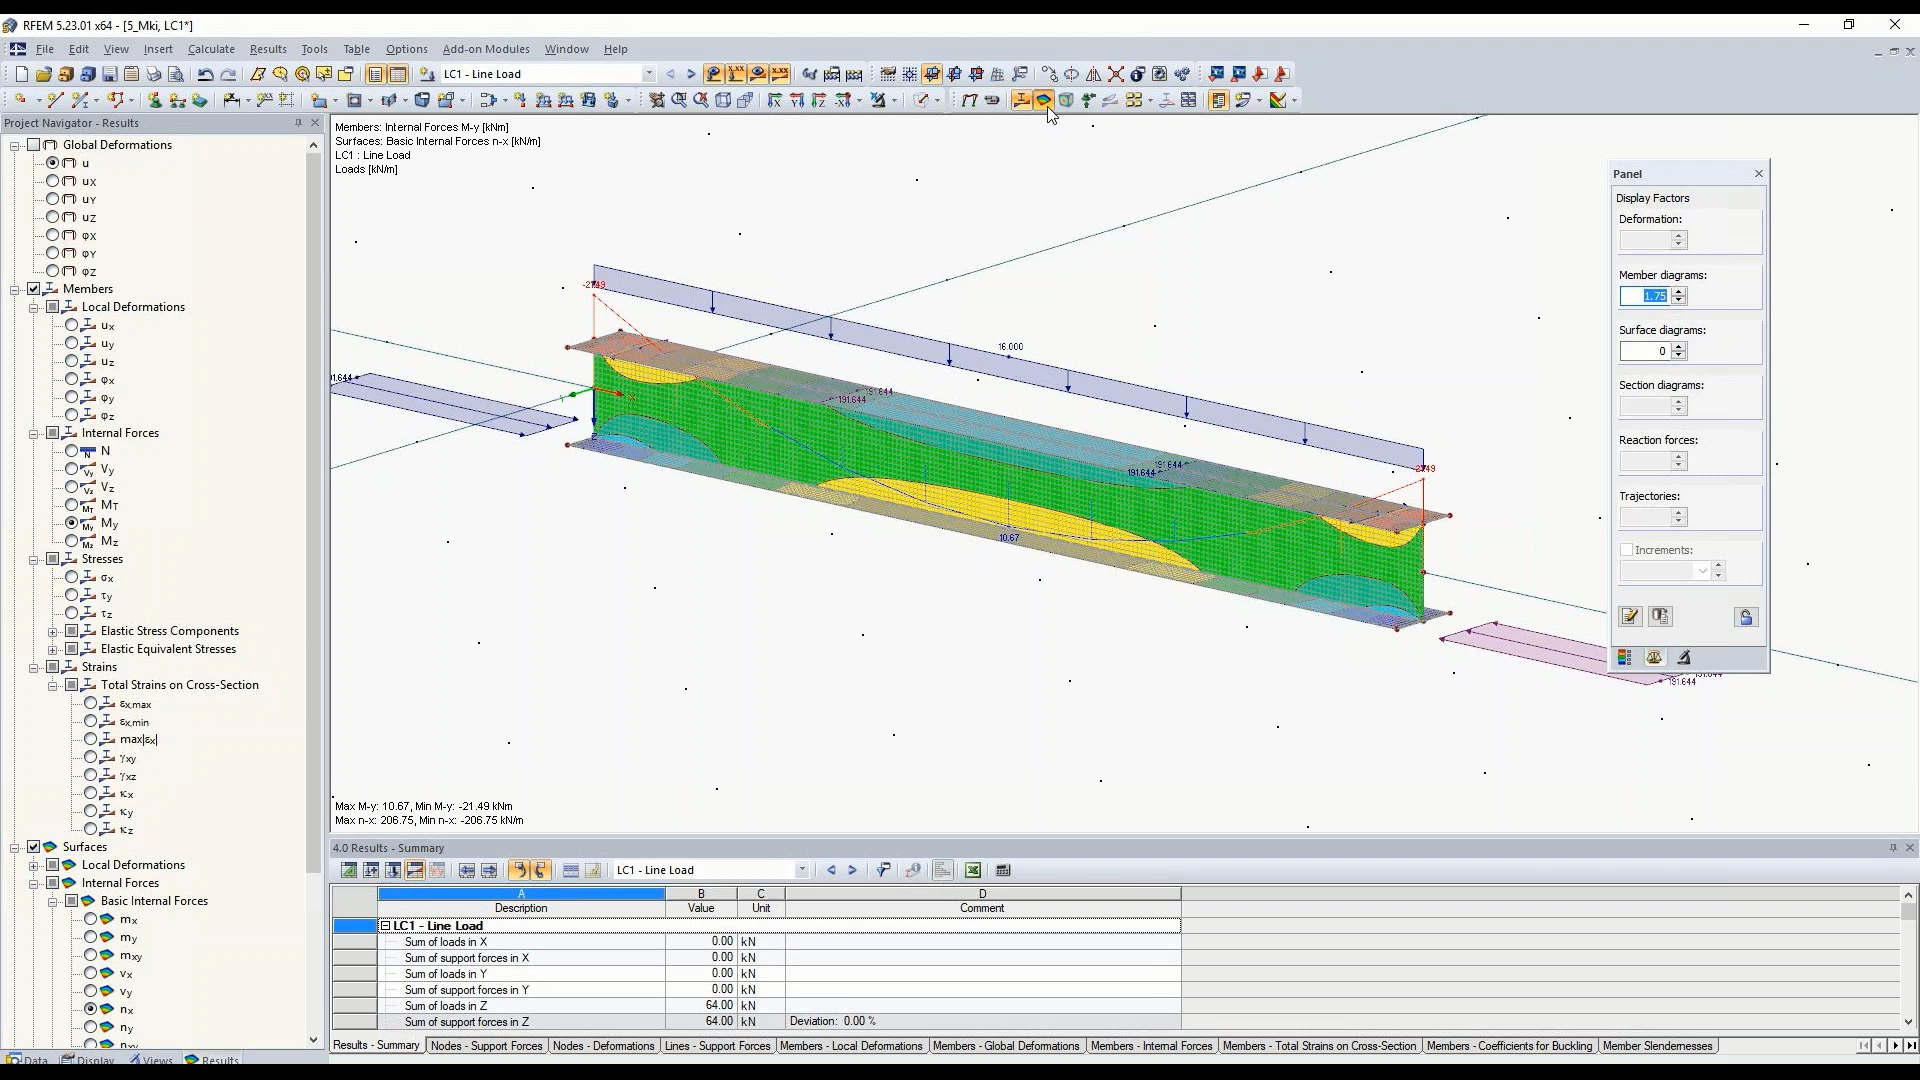 RFEM 5.23.01 x64 - [5_Mki, LC1*]
File Edit View Insert Calculate Results Tools Table Options Add-on Modules Window Help
LC1 - Line Load
Project Navigator - Results
Global Deformations
u
uX
uY
uZ
φX
φY
φZ
Members
Local Deformations
ux
uy
uz
φx
φy
φz
Internal Forces
N
Vy
Vz
MT
My
Mz
Stresses
σx
τy
τz
Elastic Stress Components
Elastic Equivalent Stresses
Strains
Total Strains on Cross-Section
εx,max
εx,min
max|εx|
γxy
γxz
κx
κy
κz
Surfaces
Local Deformations
Internal Forces
Basic Internal Forces
mx
my
mxy
vx
vy
nx
ny
nxy
Data Display Views Results
Members: Internal Forces M-y [kNm]
Surfaces: Basic Internal Forces n-x [kN/m]
LC1 : Line Load
Loads [kN/m]
16.000
191.644
191.644
191.644
191.644
10.67
191.644
Max M-y: 10.67, Min M-y: -21.49 kNm
Max n-x: 206.75, Min n-x: -206.75 kN/m
Panel
Display Factors
Deformation:
Member diagrams:
1.75
Surface diagrams:
0
Section diagrams:
Reaction forces:
Trajectories:
Increments:
4.0 Results - Summary
LC1 - Line Load
A B C D
Description Value Unit Comment
LC1 - Line Load
Sum of loads in X 0.00 kN
Sum of support forces in X 0.00 kN
Sum of loads in Y 0.00 kN
Sum of support forces in Y 0.00 kN
Sum of loads in Z 64.00 kN
Sum of support forces in Z 64.00 kN Deviation: 0.00 %
Results - Summary Nodes - Support Forces Nodes - Deformations Lines - Support Forces Members - Local Deformations Members - Global Deformations Members - Internal Forces Members - Total Strains on Cross-Section Members - Coefficients for Buckling Member Slendernesses